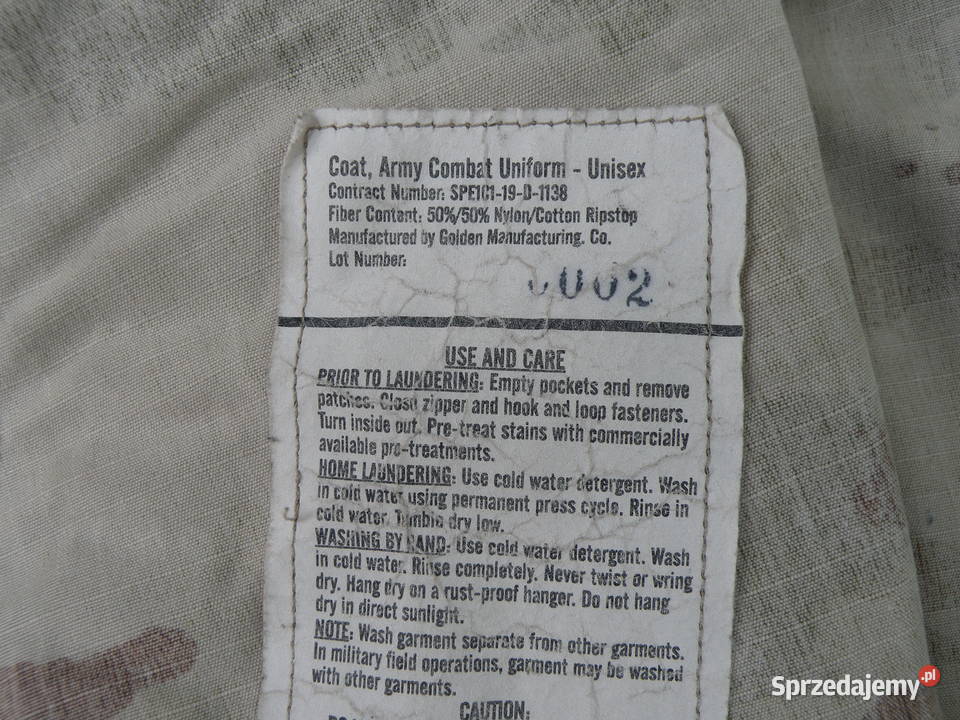 Coat, Army Combat Uniform - Unisex
Contract Number: SPE1C1-19-D-1138
Fiber Content: 50%/50% Nylon/Cotton Ripstop
Manufactured by Golden Manufacturing. Co.
Lot Number:
0002
USE AND CARE
PRIOR TO LAUNDERING: Empty pockets and remove
patches. Close zipper and hook and loop fasteners.
Turn inside out. Pre-treat stains with commercially
available pre-treatments.
HOME LAUNDERING: Use cold water detergent. Wash
in cold water using permanent press cycle. Rinse in
cold water. Tumble dry low.
WASHING BY HAND: Use cold water detergent. Wash
in cold water. Rinse completely. Never twist or wring
dry. Hang dry on a rust-proof hanger. Do not hang
dry in direct sunlight.
NOTE: Wash garment separate from other garments.
In military field operations, garment may be washed
with other garments.
CAUTION:
Sprzedajemy.pl